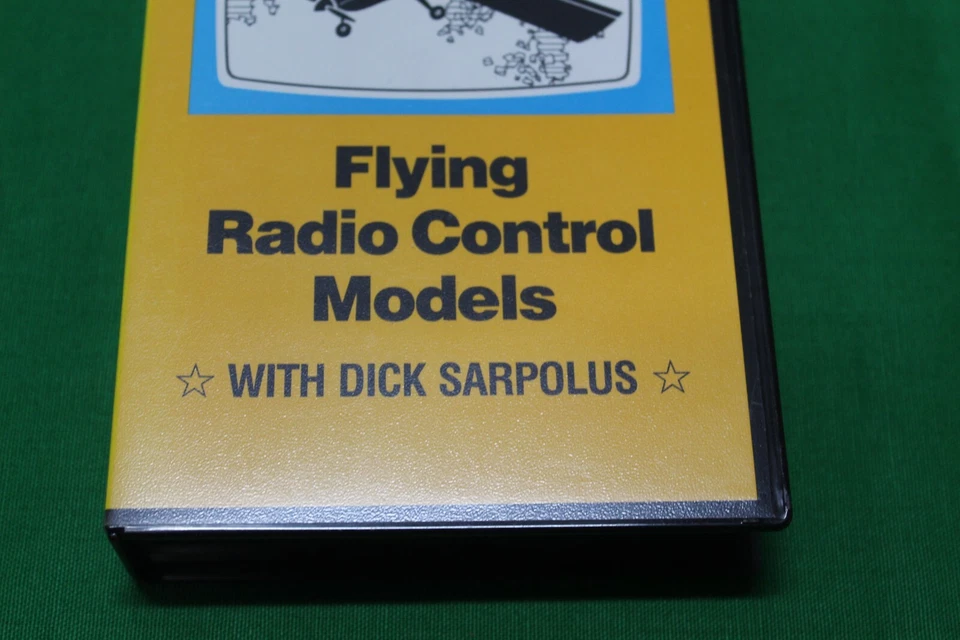 Flying
Radio Control
Models
☆ WITH DICK SARPOLUS ☆